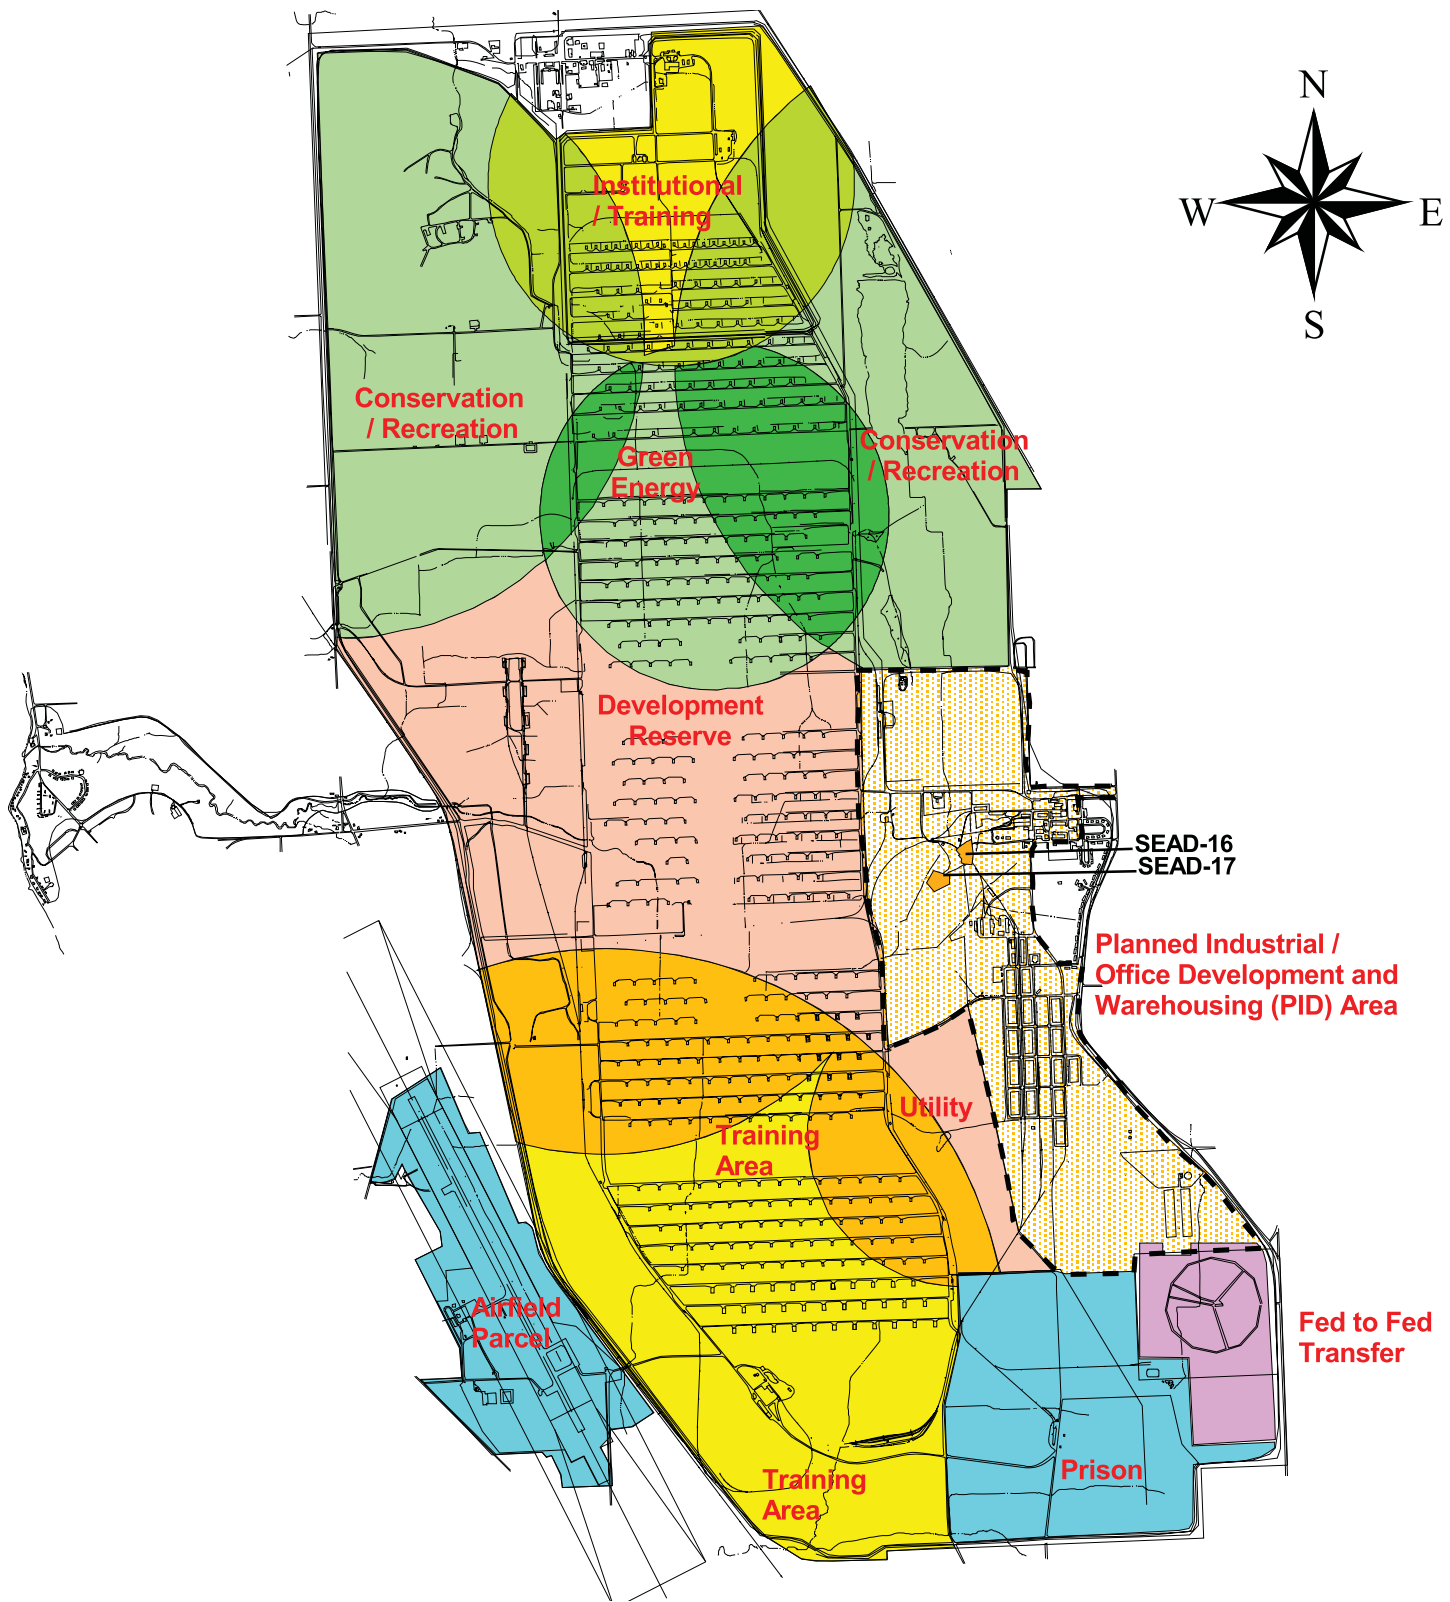 N
W
E
S
Institutional
/ Training
Conservation
/ Recreation
Green
Energy
Conservation
/ Recreation
Development
Reserve
SEAD-16
SEAD-17
Planned Industrial /
Office Development and
Warehousing (PID) Area
Utility
Training
Area
Airfield
Parcel
Fed to Fed
Transfer
Prison
Training
Area